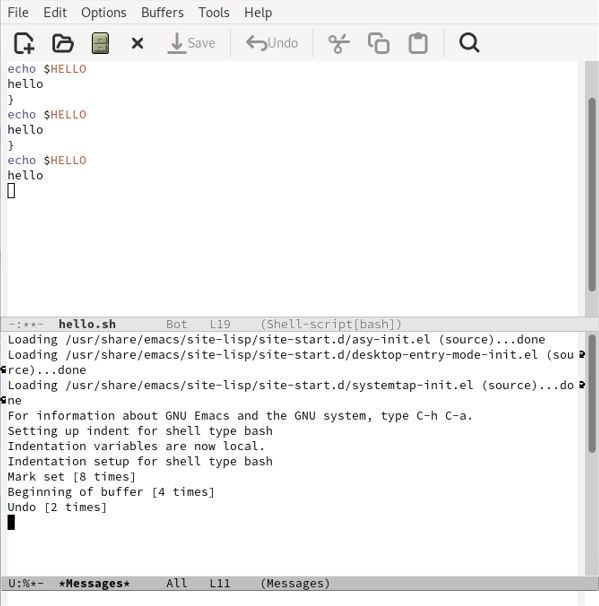 File Edit Options Buffers Tools Help
Save Undo
echo $HELLO
hello
}
echo $HELLO
hello
}
echo $HELLO
hello
-:**- hello.sh Bot L19 (Shell-script[bash])
Loading /usr/share/emacs/site-lisp/site-start.d/asy-init.el (source)...done
Loading /usr/share/emacs/site-lisp/site-start.d/desktop-entry-mode-init.el (sou
rce)...done
Loading /usr/share/emacs/site-lisp/site-start.d/systemtap-init.el (source)...do
ne
For information about GNU Emacs and the GNU system, type C-h C-a.
Setting up indent for shell type bash
Indentation variables are now local.
Indentation setup for shell type bash
Mark set [8 times]
Beginning of buffer [4 times]
Undo [2 times]
U:%*- *Messages* All L11 (Messages)